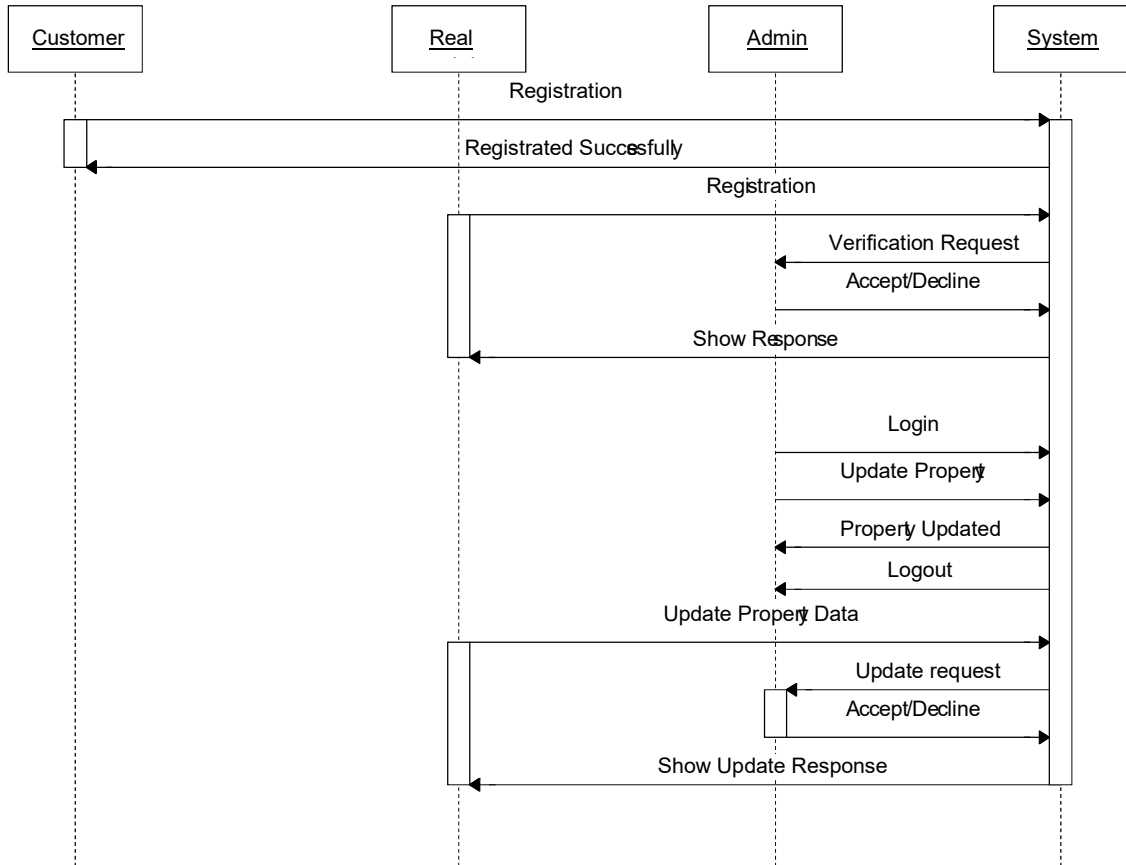 Customer
Real
Admin
System
Registration
Registrated Succesfully
Registration
Verification Request
Accept/Decline
Show Response
Login
Update Property
Property Updated
Logout
Update Property Data
Update request
Accept/Decline
Show Update Response